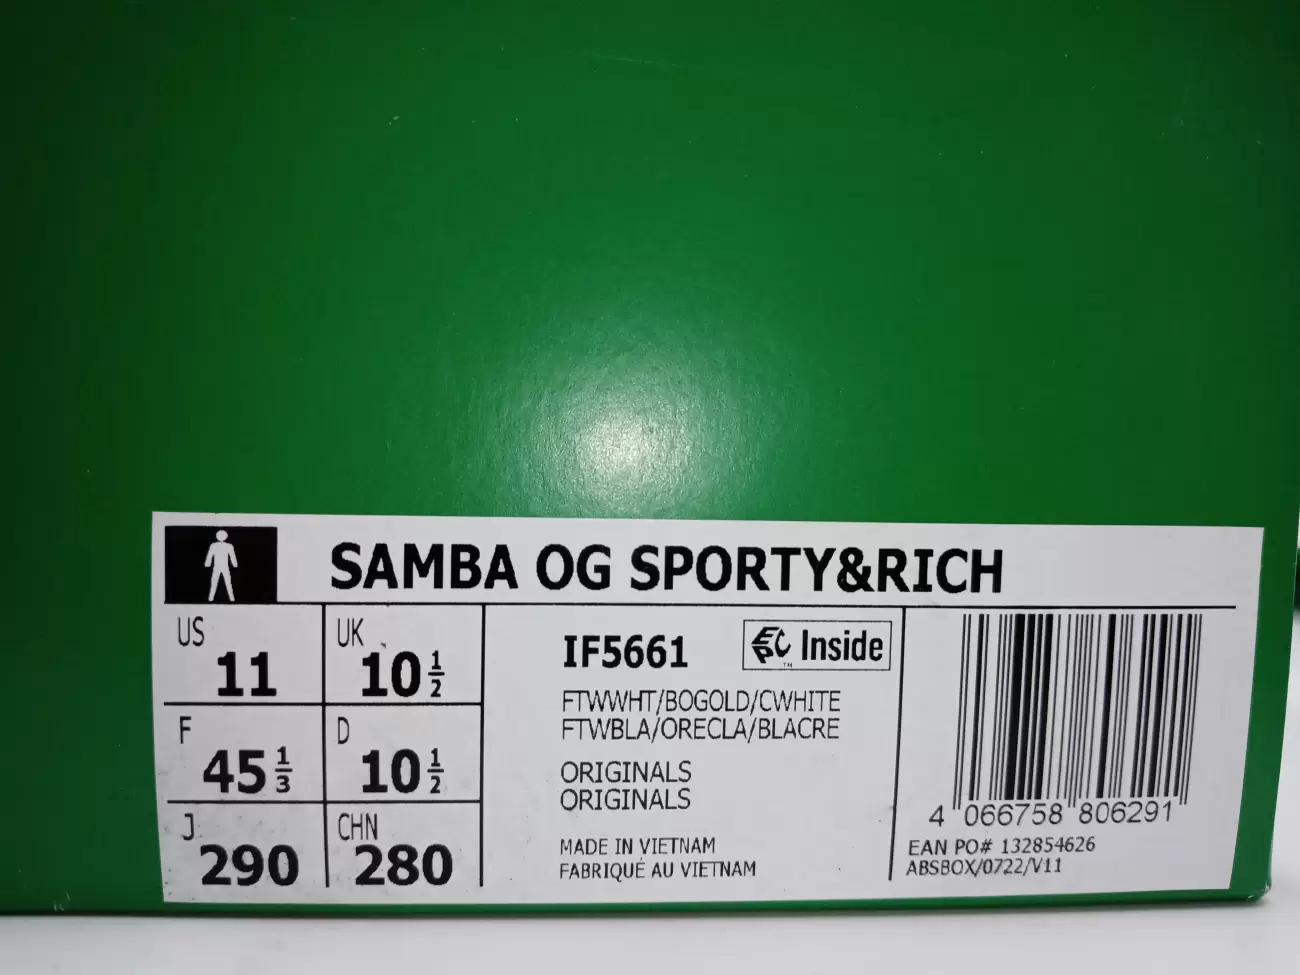 SAMBA OG SPORTY&RICH
US 11
UK 10 1/2
F 45 1/3
D 10 1/2
J 290
CHN 280
IF5661
EPC Inside
TM
FTWWHT/BOGOLD/CWHITE
FTWBLA/ORECLA/BLACRE
ORIGINALS
ORIGINALS
MADE IN VIETNAM
FABRIQUÉ AU VIETNAM
4 066758 806291
EAN PO# 132854626
ABSBOX/0722/V11